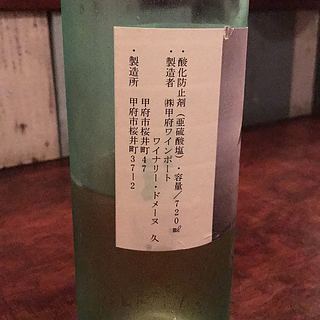 ・酸化防止剤（亜硫酸塩）・容量／720㎖
・製造者　㈱甲府ワインポート
ワイナリー・ドメーヌ　久
甲府市桜井町47
・製造所　甲府市桜井町37ー2